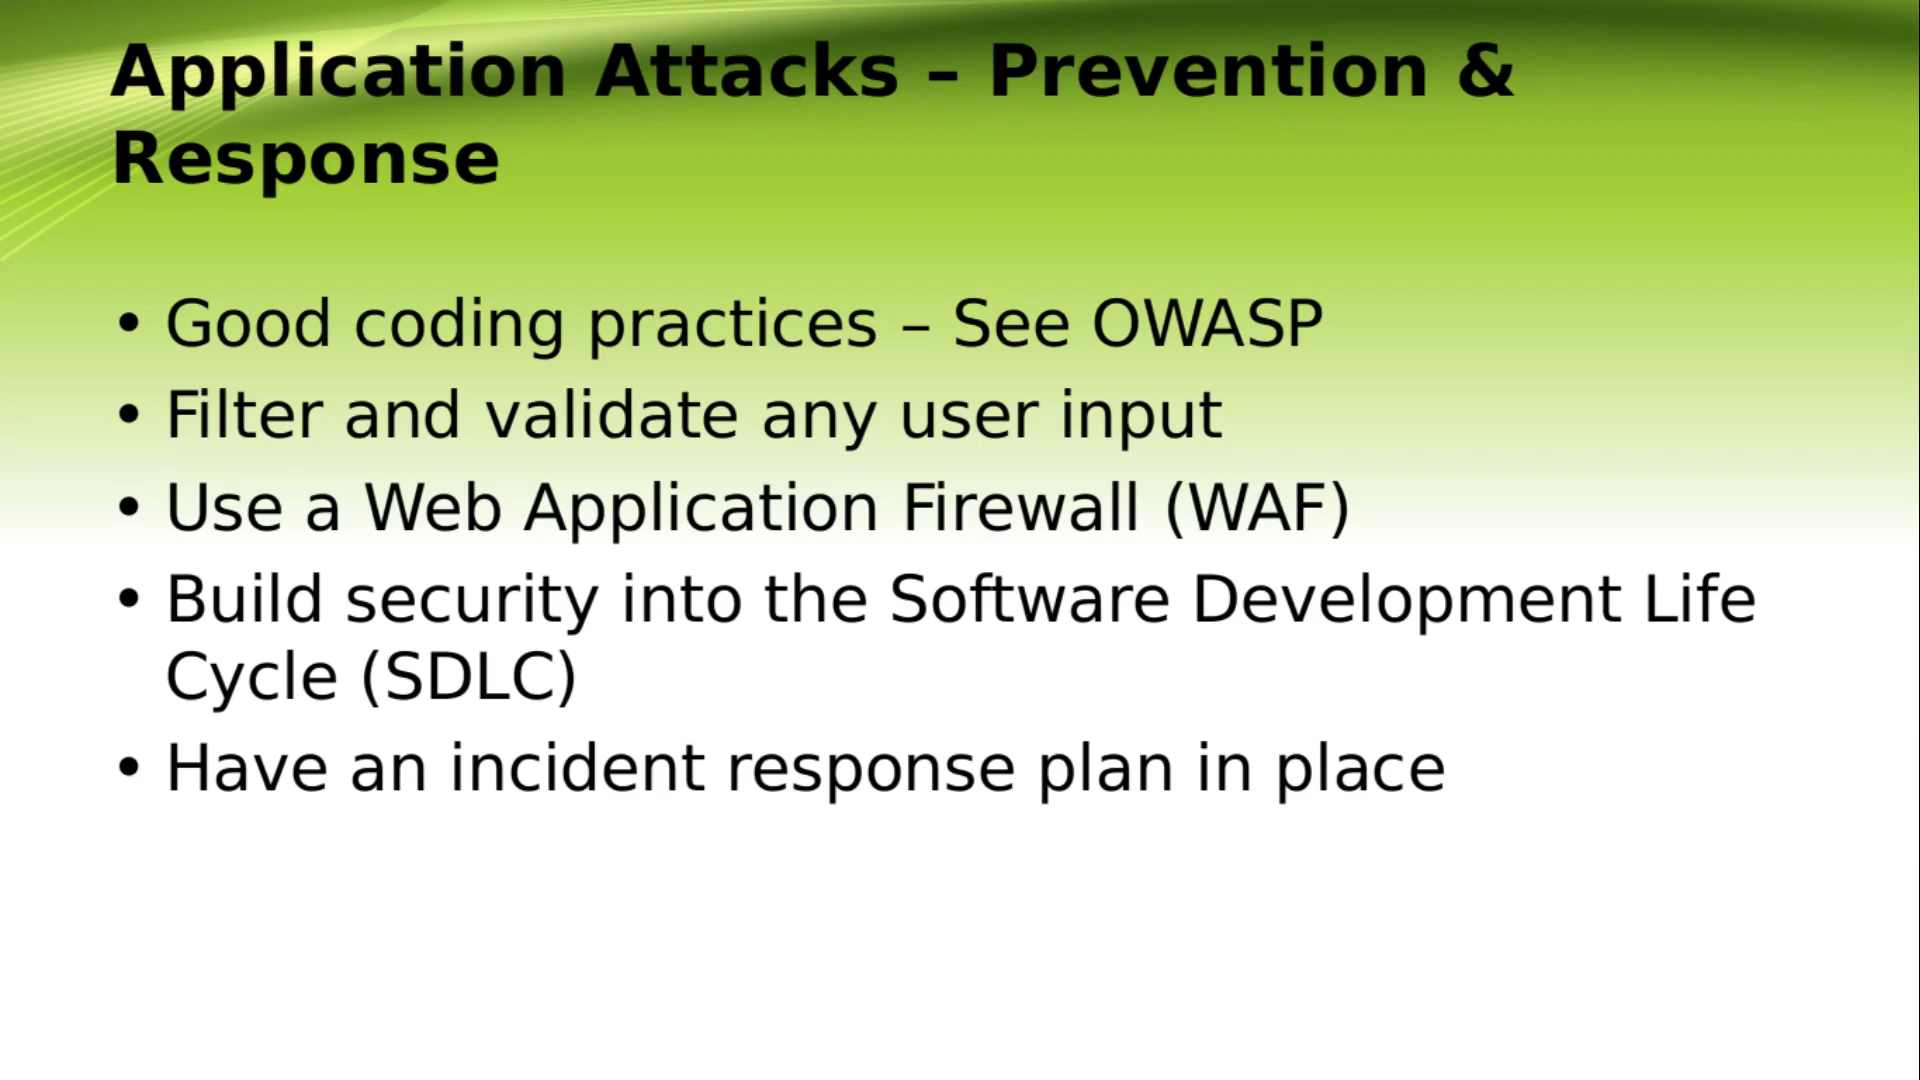 Application Attacks – Prevention &
Response
• Good coding practices – See OWASP
• Filter and validate any user input
• Use a Web Application Firewall (WAF)
• Build security into the Software Development Life
Cycle (SDLC)
• Have an incident response plan in place